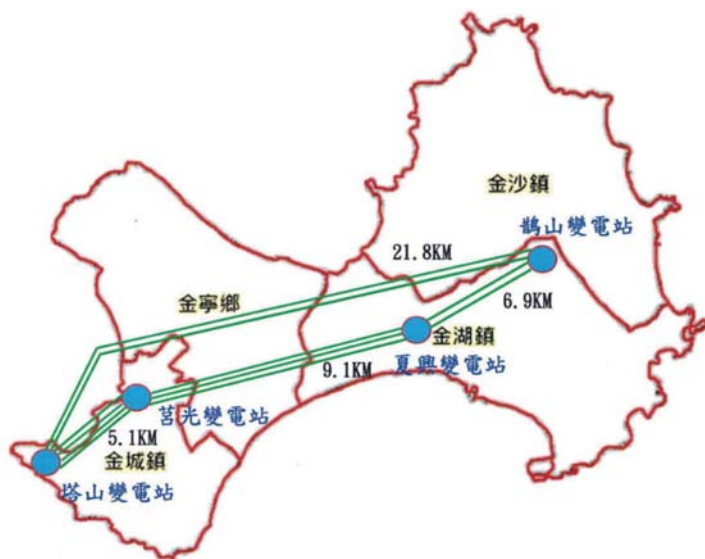 金沙鎮
鵲山變電站
21.8KM
金寧鄉
6.9KM
金湖鎮
夏興變電站
9.1KM
莒光變電站
5.1KM
金城鎮
塔山變電站